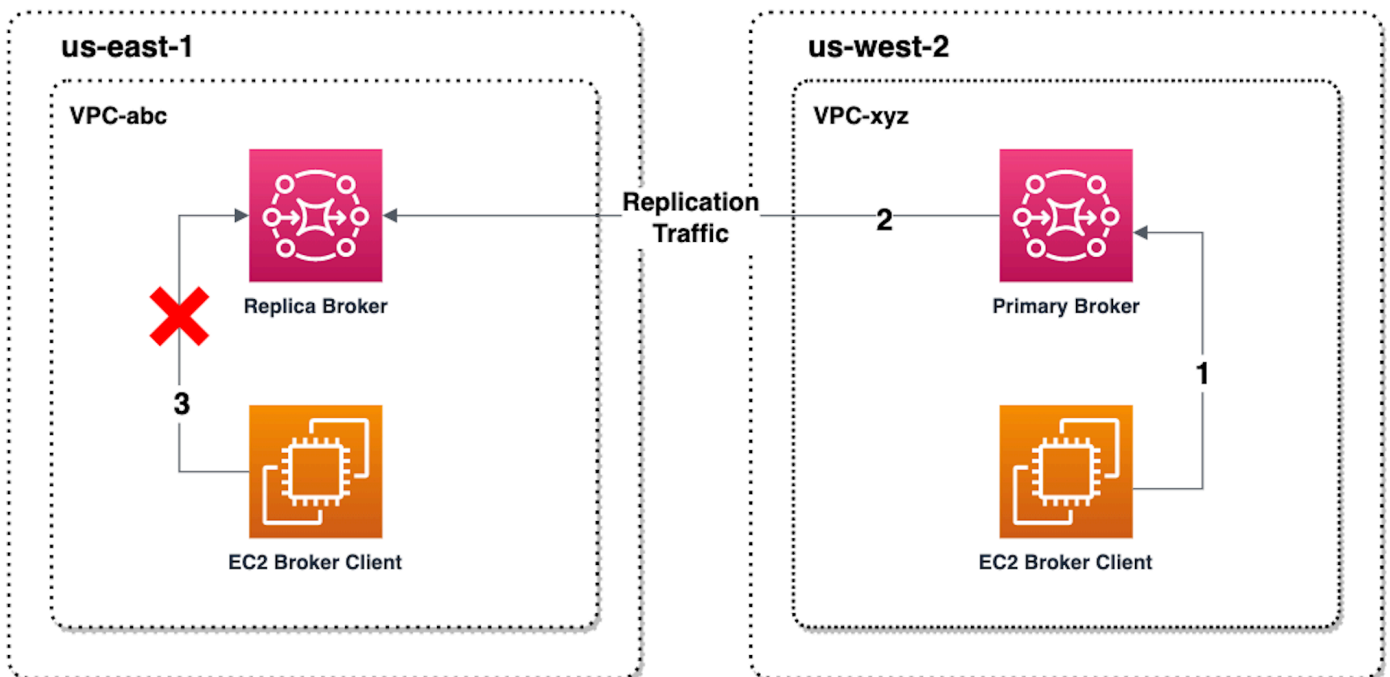 us-east-1
VPC-abc
Replica Broker
3
EC2 Broker Client
Replication
Traffic
us-west-2
VPC-xyz
2
Primary Broker
1
EC2 Broker Client